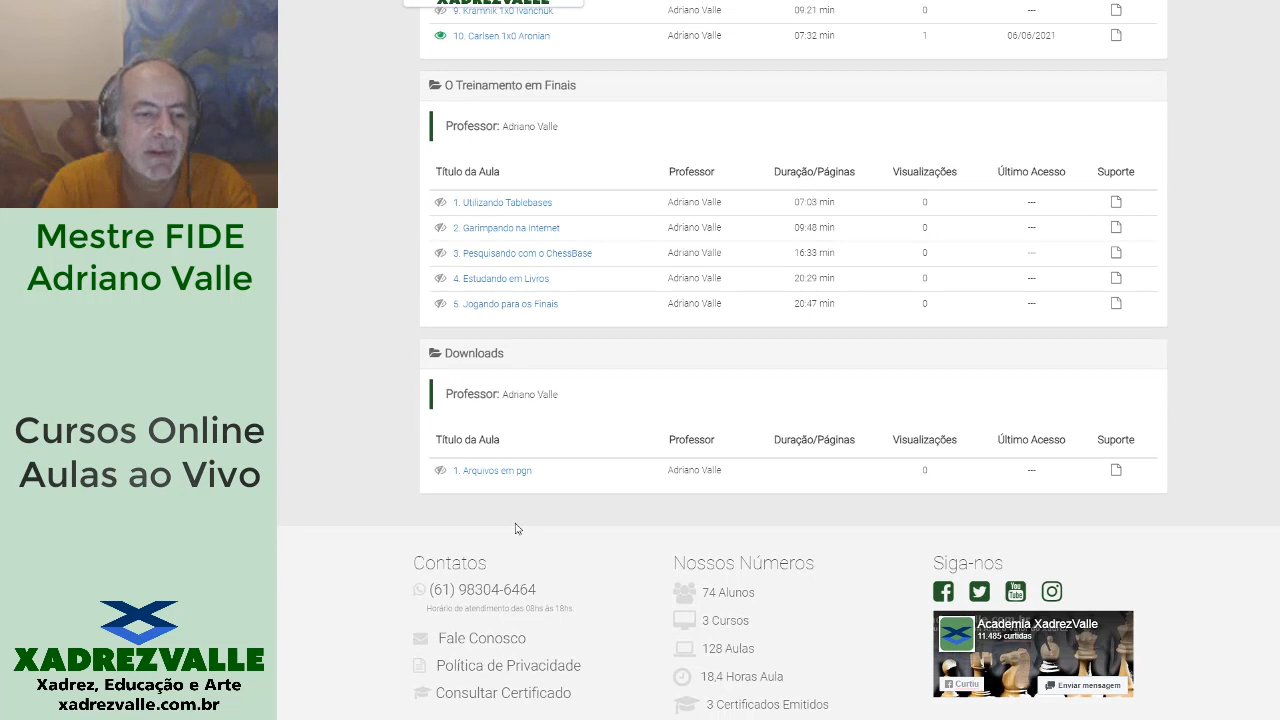 9. Kramnik 1x0 Ivanchuk Adriano Valle 09:21 min 0 ---
10. Carlsen 1x0 Aronian Adriano Valle 07:32 min 1 06/06/2021
O Treinamento em Finais
Professor: Adriano Valle
Título da Aula Professor Duração/Páginas Visualizações Último Acesso Suporte
1. Utilizando Tablebases Adriano Valle 07:03 min 0 ---
2. Garimpando na Internet Adriano Valle 09:48 min 0 ---
3. Pesquisando com o ChessBase Adriano Valle 16:33 min 0 ---
4. Estudando em Livros Adriano Valle 20:36 min 0 ---
5. Jogando para os Finais Adriano Valle 20:47 min 0 ---
Downloads
Professor: Adriano Valle
Título da Aula Professor Duração/Páginas Visualizações Último Acesso Suporte
1. Arquivos em pgn Adriano Valle 0 ---
Mestre FIDE
Adriano Valle
Cursos Online
Aulas ao Vivo
XADREZVALLE
Xadrez, Educação e Arte
xadrezvalle.com.br
Contatos
(61) 98304-6464
Horário de atendimento das 08hs às 18hs.
Fale Conosco
Política de Privacidade
Consultar Certificado
Nossos Números
74 Alunos
3 Cursos
128 Aulas
18,4 Horas Aula
3 Certificados Emitidos
Siga-nos
You
Tube
Academia XadrezValle
11.485 curtidas
Curtiu
Enviar mensagem